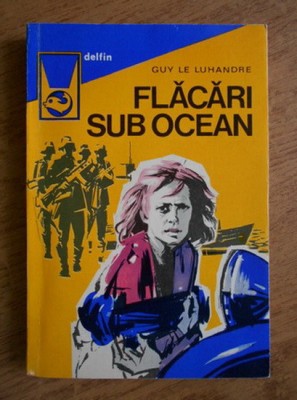 delfin
GUY LE LUHANDRE
FLĂCĂRI
SUB OCEAN